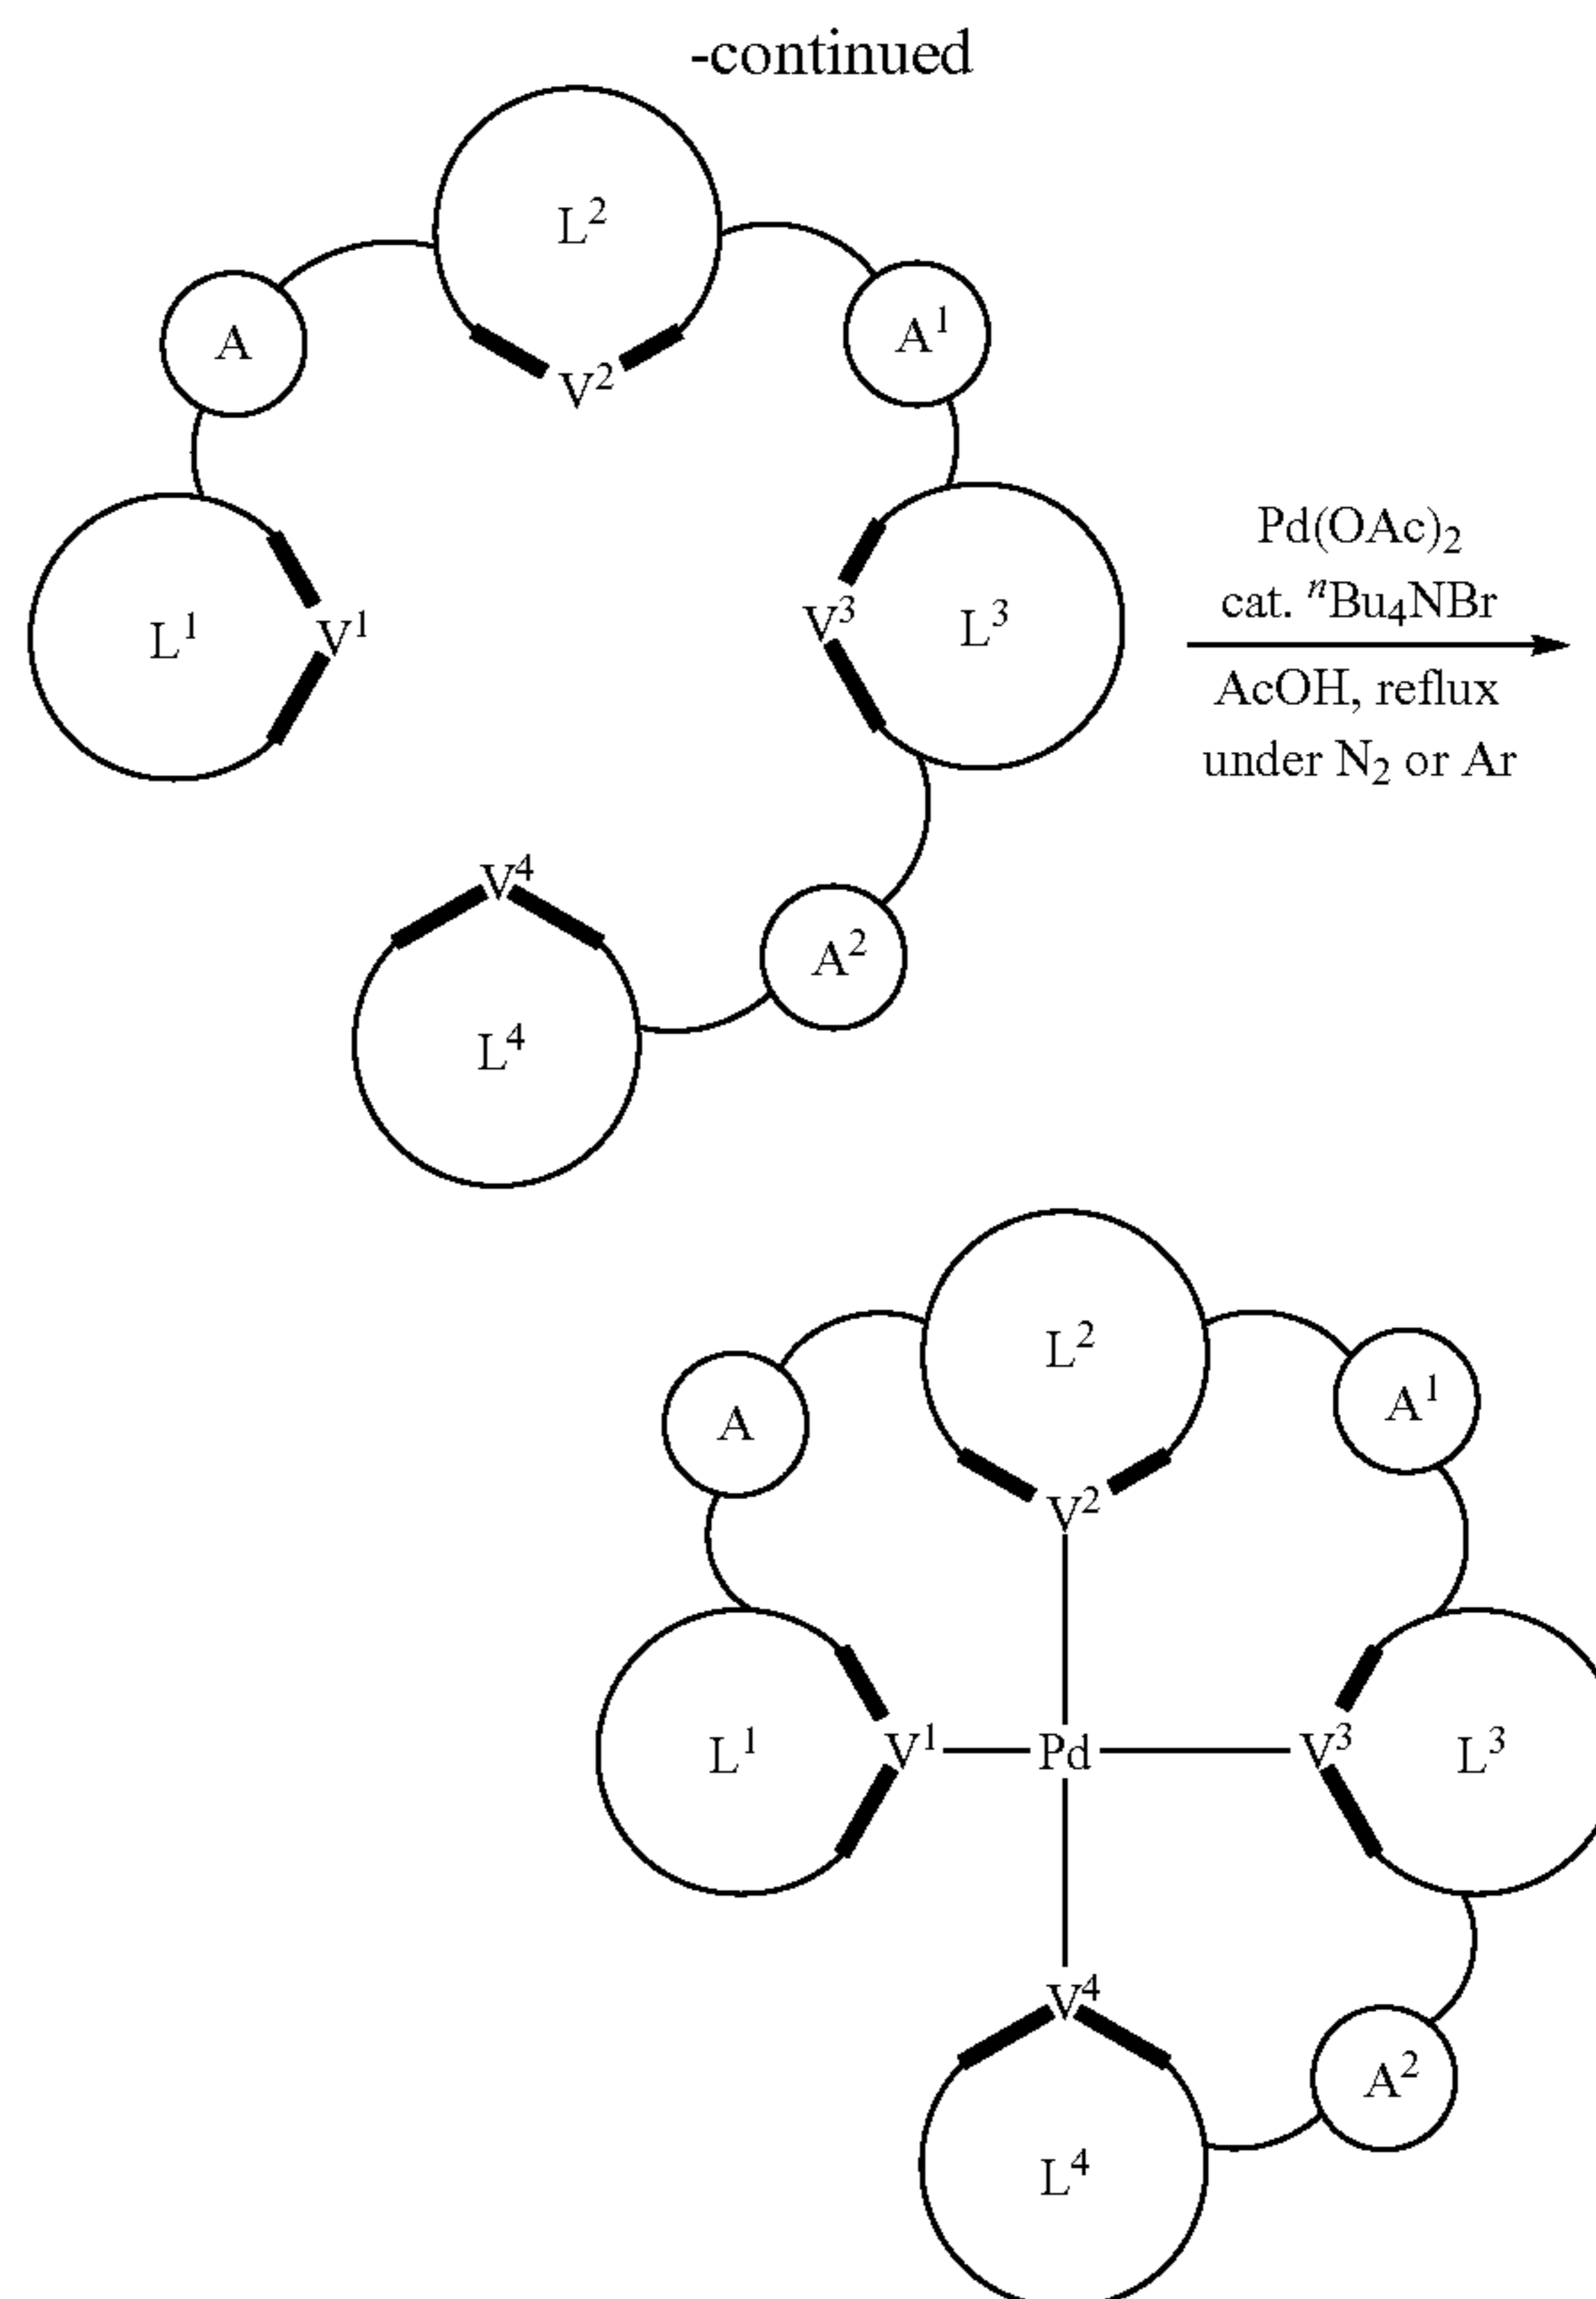 -continued
L²
A
A¹
V²
L¹
V¹
V³
L³
Pd(OAc)₂
cat. ⁿBu₄NBr
AcOH, reflux
under N₂ or Ar
V⁴
A²
L⁴
L²
A
A¹
V²
L¹
V¹
Pd
V³
L³
V⁴
A²
L⁴